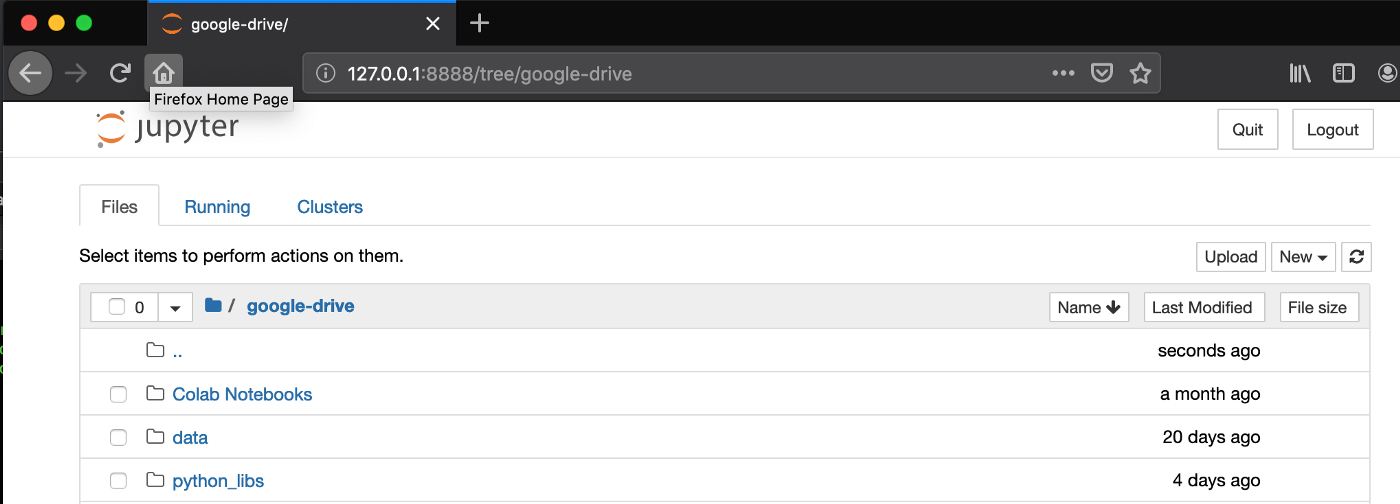 google-drive/
127.0.0.1:8888/tree/google-drive
Firefox Home Page
jupyter
Quit
Logout
Files
Running
Clusters
Select items to perform actions on them.
Upload
New
0
/
google-drive
Name
Last Modified
File size
..
seconds ago
Colab Notebooks
a month ago
data
20 days ago
python_libs
4 days ago